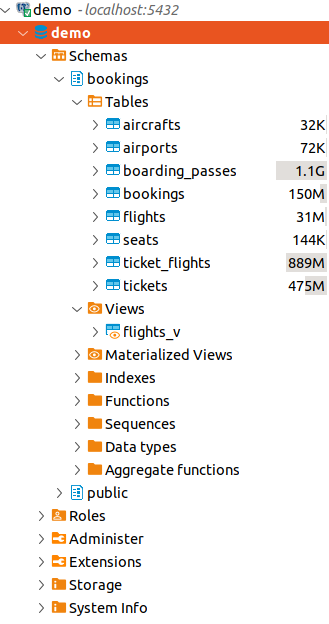 demo - localhost:5432
demo
Schemas
bookings
Tables
aircrafts 32K
airports 72K
boarding_passes 1.1G
bookings 150M
flights 31M
seats 144K
ticket_flights 889M
tickets 475M
Views
flights_v
Materialized Views
Indexes
Functions
Sequences
Data types
Aggregate functions
public
Roles
Administer
Extensions
Storage
System Info